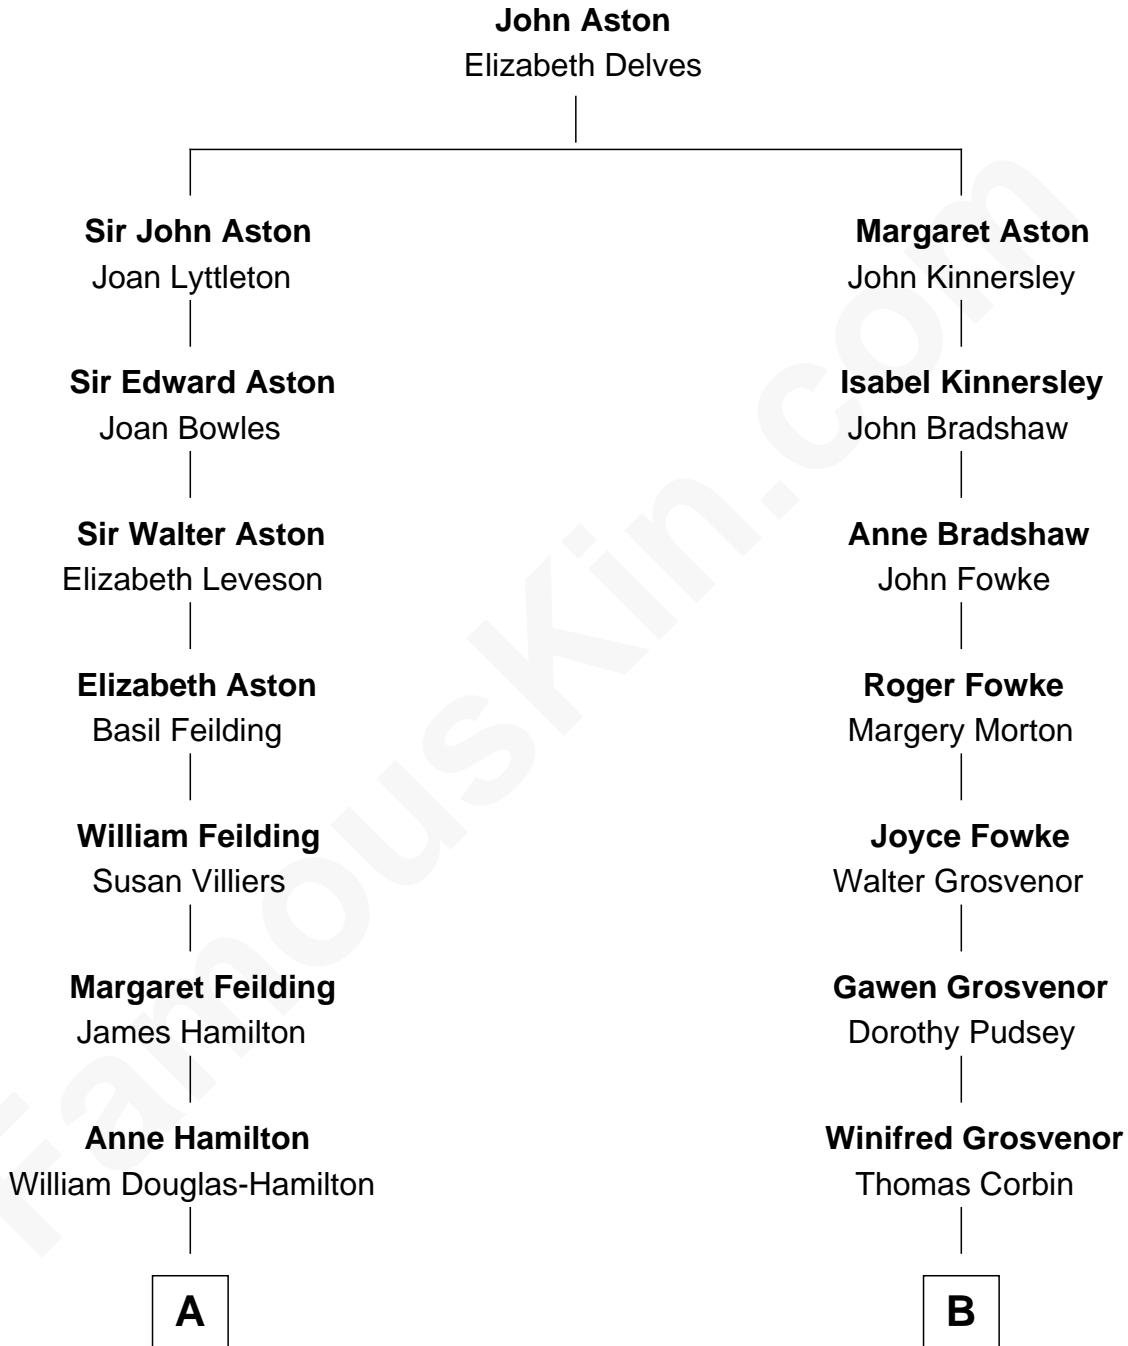 John Aston
Elizabeth Delves
Sir John Aston
Joan Lyttleton
Margaret Aston
John Kinnersley
Sir Edward Aston
Joan Bowles
Isabel Kinnersley
John Bradshaw
Sir Walter Aston
Elizabeth Leveson
Anne Bradshaw
John Fowke
Elizabeth Aston
Basil Feilding
Roger Fowke
Margery Morton
William Feilding
Susan Villiers
Joyce Fowke
Walter Grosvenor
Margaret Feilding
James Hamilton
Gawen Grosvenor
Dorothy Pudsey
Anne Hamilton
William Douglas-Hamilton
Winifred Grosvenor
Thomas Corbin
A
B
FamousKin.com